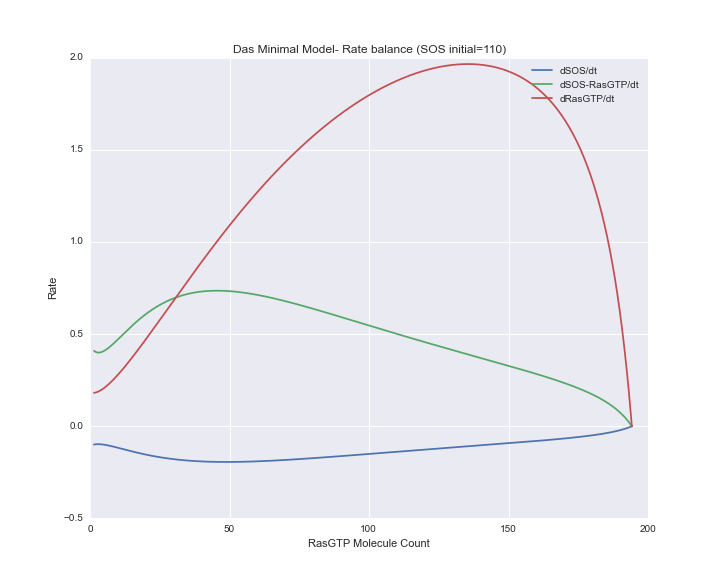 Das Minimal Model- Rate balance (SOS initial=110)
2.0
dSOS/dt
dSOS-RasGTP/dt
dRasGTP/dt
1.5
1.0
Rate
0.5
0.0
−0.5
0 50 100 150 200
RasGTP Molecule Count